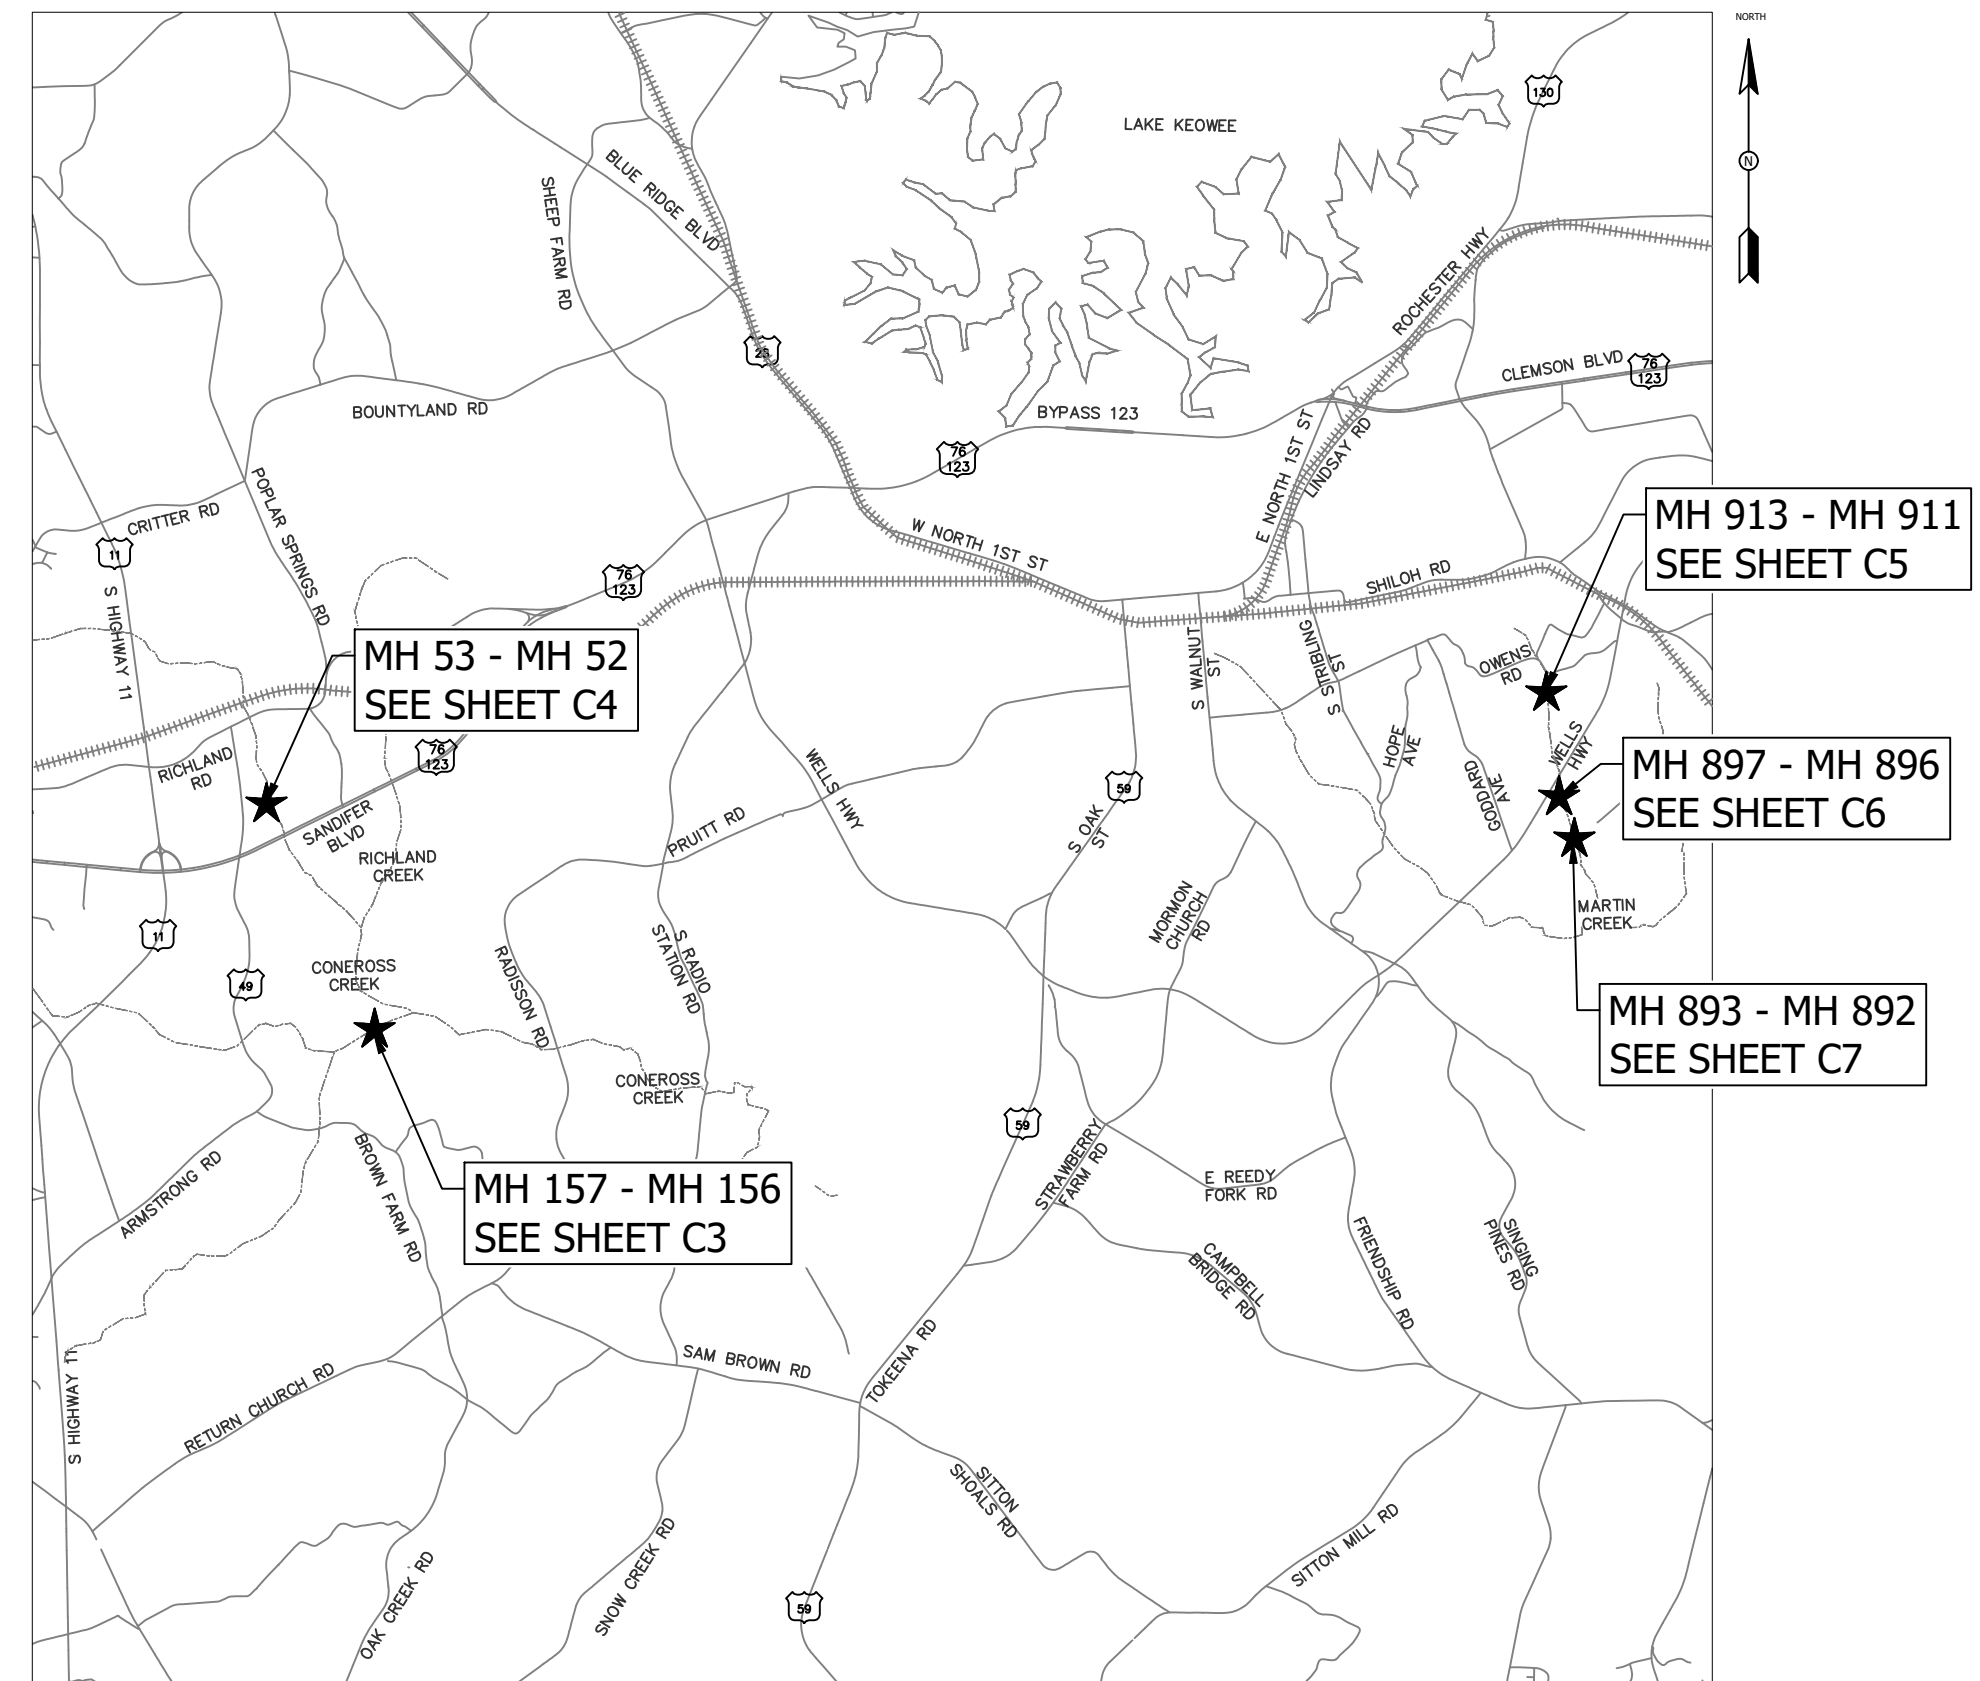 NORTH
N
130
LAKE KEOWEE
BLUE RIDGE BLVD
SHEEP FARM RD
ROCHESTER HWY
28
CLEMSON BLVD
76
123
BOUNTYLAND RD
BYPASS 123
76
123
E NORTH 1ST ST
LINDSAY RD
POPLAR SPRINGS RD
CRITTER RD
11
W NORTH 1ST ST
MH 913 - MH 911
SEE SHEET C5
76
123
SHILOH RD
S HIGHWAY 11
MH 53 - MH 52
SEE SHEET C4
S WALNUT
ST
S STRIBLING
ST
OWENS
RD
HOPE
AVE
GODDARD
AVE
WELLS
HWY
MH 897 - MH 896
SEE SHEET C6
RICHLAND
RD
76
123
SANDIFER
BLVD
RICHLAND
CREEK
PRUITT RD
WELLS HWY
59
S OAK
ST
MORMON
CHURCH
RD
MARTIN
CREEK
11
49
CONEROSS
CREEK
RADISSON RD
S RADIO
STATION RD
MH 893 - MH 892
SEE SHEET C7
CONEROSS
CREEK
59
ARMSTRONG RD
BROWN FARM RD
MH 157 - MH 156
SEE SHEET C3
STRAWBERRY
FARM RD
E REEDY
FORK RD
CAMPBELL
BRIDGE RD
FRIENDSHIP RD
SINGING
PINES RD
S HIGHWAY 11
RETURN CHURCH RD
SAM BROWN RD
TOKEENA RD
SITTON
SHOALS RD
SITTON MILL RD
OAK CREEK RD
SNOW CREEK RD
59